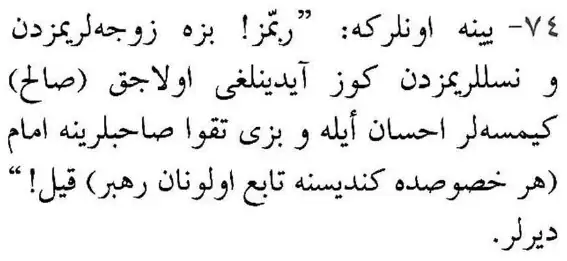 ٧٤- يينه اونلركه: ”ربّمز! بزه زوجه‌لريمزدن
و نسللريمزدن كوز آيدينلغى اولاجق (صالح)
كيمسه‌لر احسان أيله و بزى تقوا صاحبلرينه امام
(هر خصوصده كنديسنه تابع اولونان رهبر) قيل!“
ديرلر.